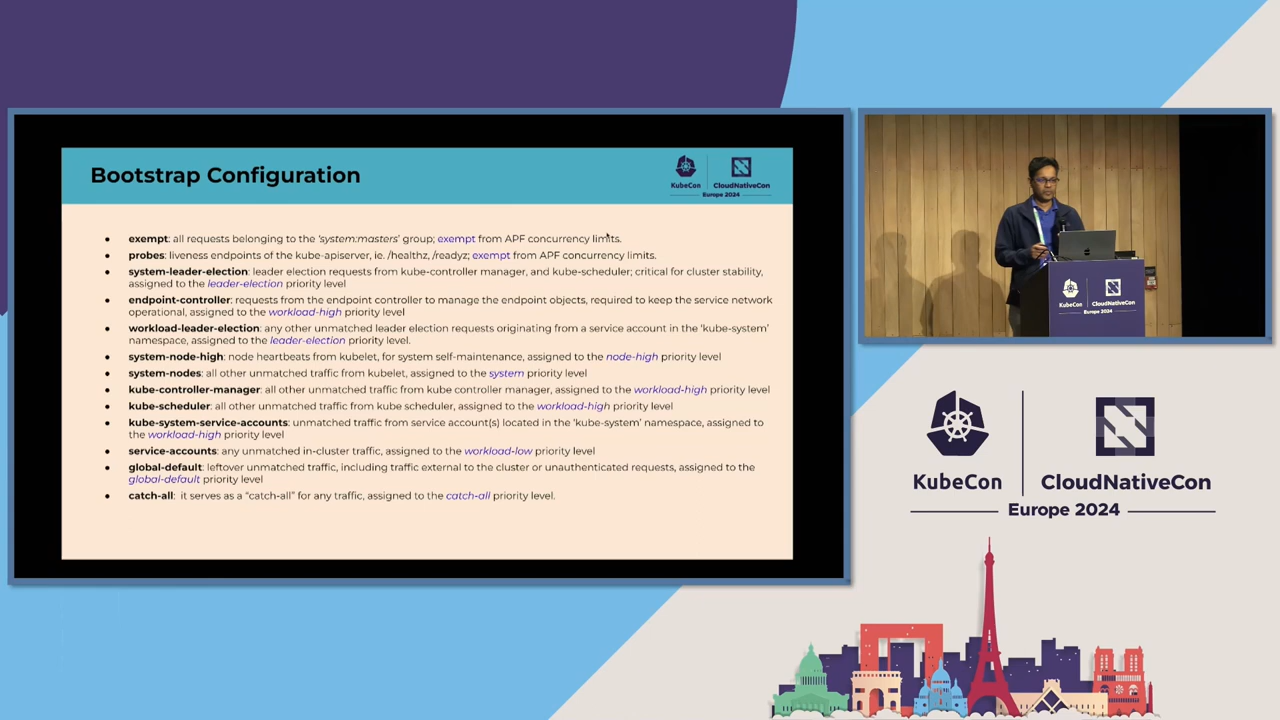 Bootstrap Configuration
KubeCon
CloudNativeCon
Europe 2024
● exempt: all requests belonging to the 'system:masters' group; exempt from APF concurrency limits.
● probes: liveness endpoints of the kube-apiserver, ie. /healthz, /readyz; exempt from APF concurrency limits.
● system-leader-election: leader election requests from kube-controller manager, and kube-scheduler; critical for cluster stability,
assigned to the leader-election priority level
● endpoint-controller: requests from the endpoint controller to manage the endpoint objects, required to keep the service network
operational, assigned to the workload-high priority level
● workload-leader-election: any other unmatched leader election requests originating from a service account in the 'kube-system'
namespace, assigned to the leader-election priority level.
● system-node-high: node heartbeats from kubelet, for system self-maintenance, assigned to the node-high priority level
● system-nodes: all other unmatched traffic from kubelet, assigned to the system priority level
● kube-controller-manager: all other unmatched traffic from kube controller manager, assigned to the workload-high priority level
● kube-scheduler: all other unmatched traffic from kube scheduler, assigned to the workload-high priority level
● kube-system-service-accounts: unmatched traffic from service account(s) located in the 'kube-system' namespace, assigned to
the workload-high priority level
● service-accounts: any unmatched in-cluster traffic, assigned to the workload-low priority level
● global-default: leftover unmatched traffic, including traffic external to the cluster or unauthenticated requests, assigned to the
global-default priority level
● catch-all: it serves as a "catch-all" for any traffic, assigned to the catch-all priority level.
KubeCon
CloudNativeCon
Europe 2024
KubeCon
CloudNativeCon
Europe 2024